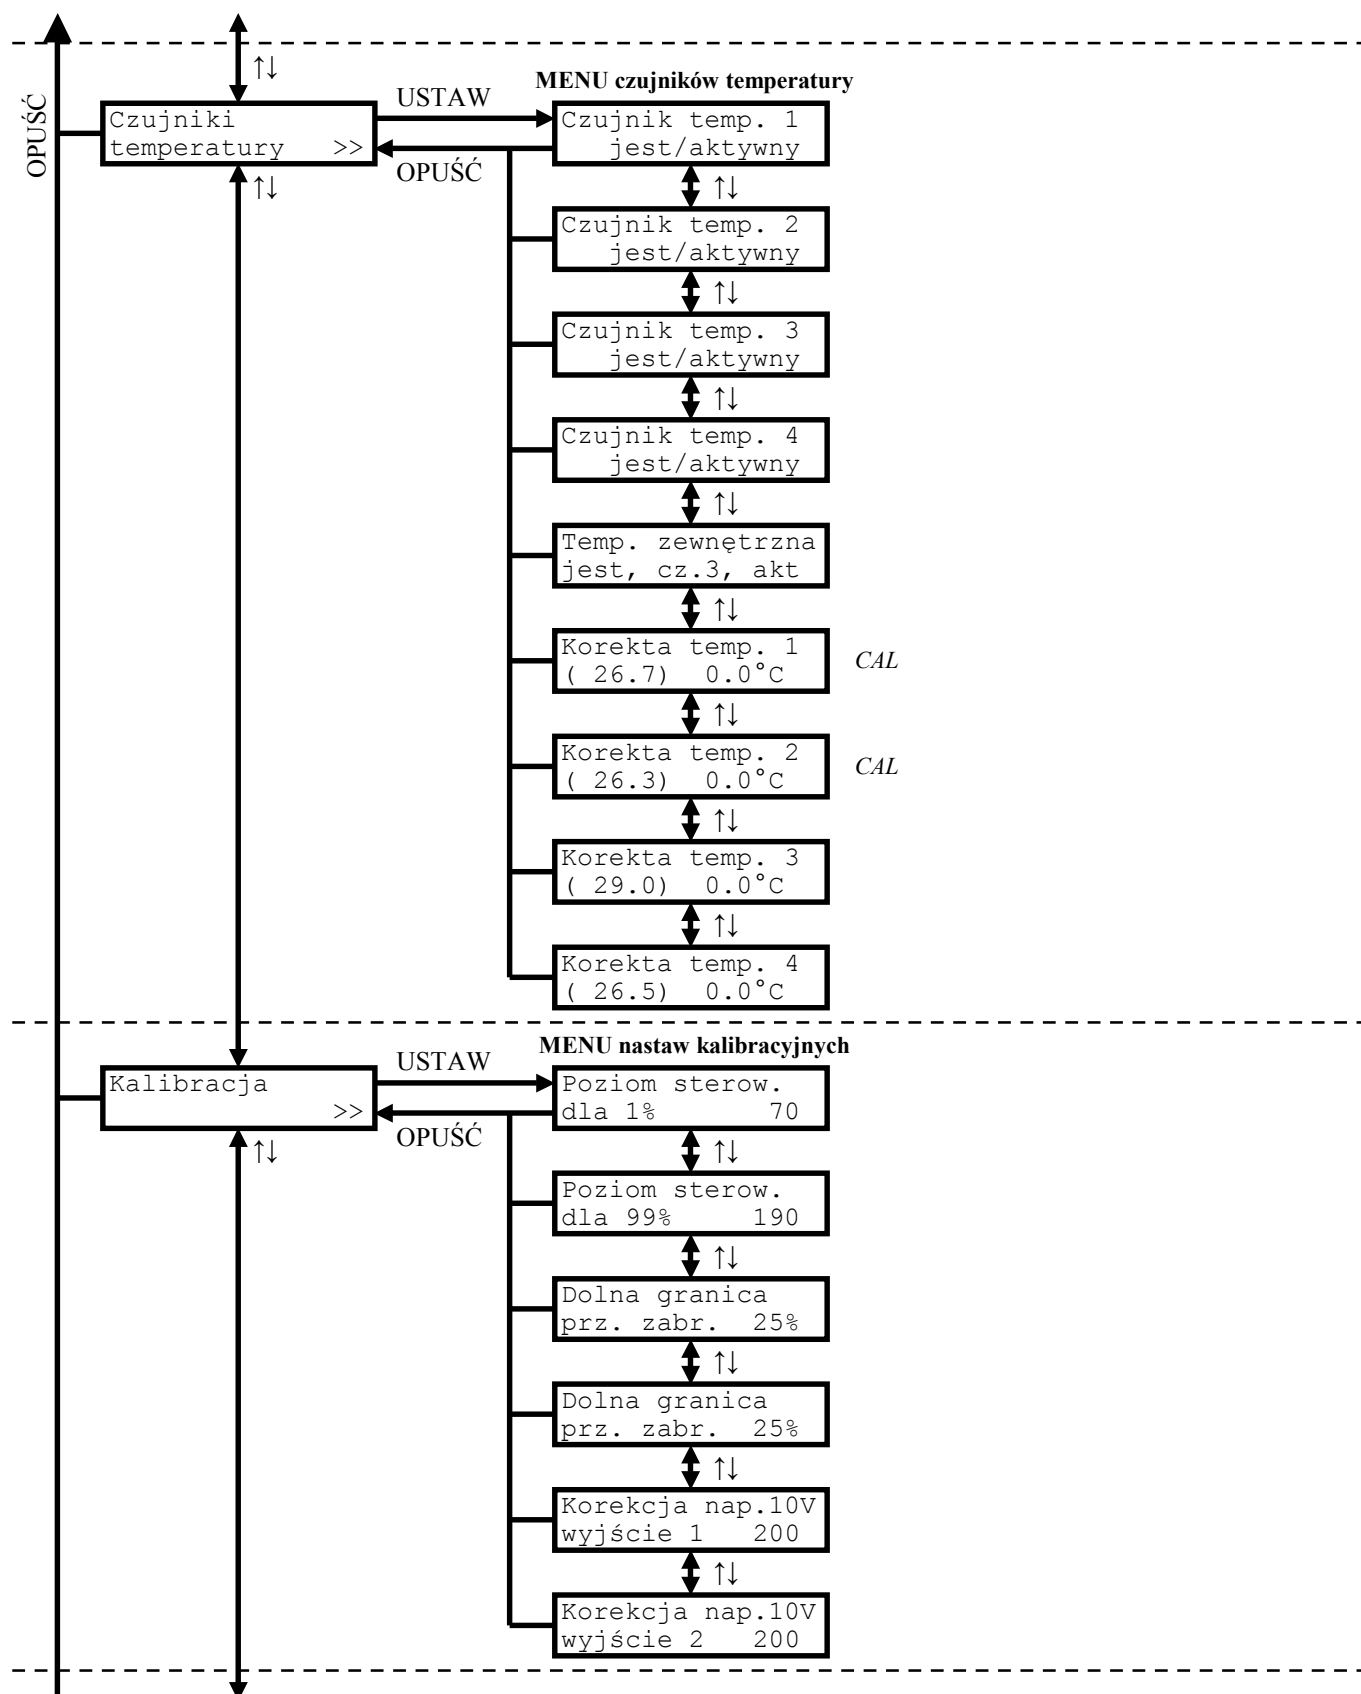 ↑↓
MENU czujników temperatury
OPUŚĆ
USTAW
Czujniki
temperatury >>
OPUŚĆ
↑↓
Czujnik temp. 1
jest/aktywny
↑↓
Czujnik temp. 2
jest/aktywny
↑↓
Czujnik temp. 3
jest/aktywny
↑↓
Czujnik temp. 4
jest/aktywny
↑↓
Temp. zewnętrzna
jest, cz.3, akt
↑↓
Korekta temp. 1
( 26.7) 0.0°C
CAL
↑↓
Korekta temp. 2
( 26.3) 0.0°C
CAL
↑↓
Korekta temp. 3
( 29.0) 0.0°C
↑↓
Korekta temp. 4
( 26.5) 0.0°C
MENU nastaw kalibracyjnych
USTAW
Kalibracja
>>
OPUŚĆ
↑↓
Poziom sterow.
dla 1% 70
↑↓
Poziom sterow.
dla 99% 190
↑↓
Dolna granica
prz. zabr. 25%
↑↓
Dolna granica
prz. zabr. 25%
↑↓
Korekcja nap.10V
wyjście 1 200
↑↓
Korekcja nap.10V
wyjście 2 200